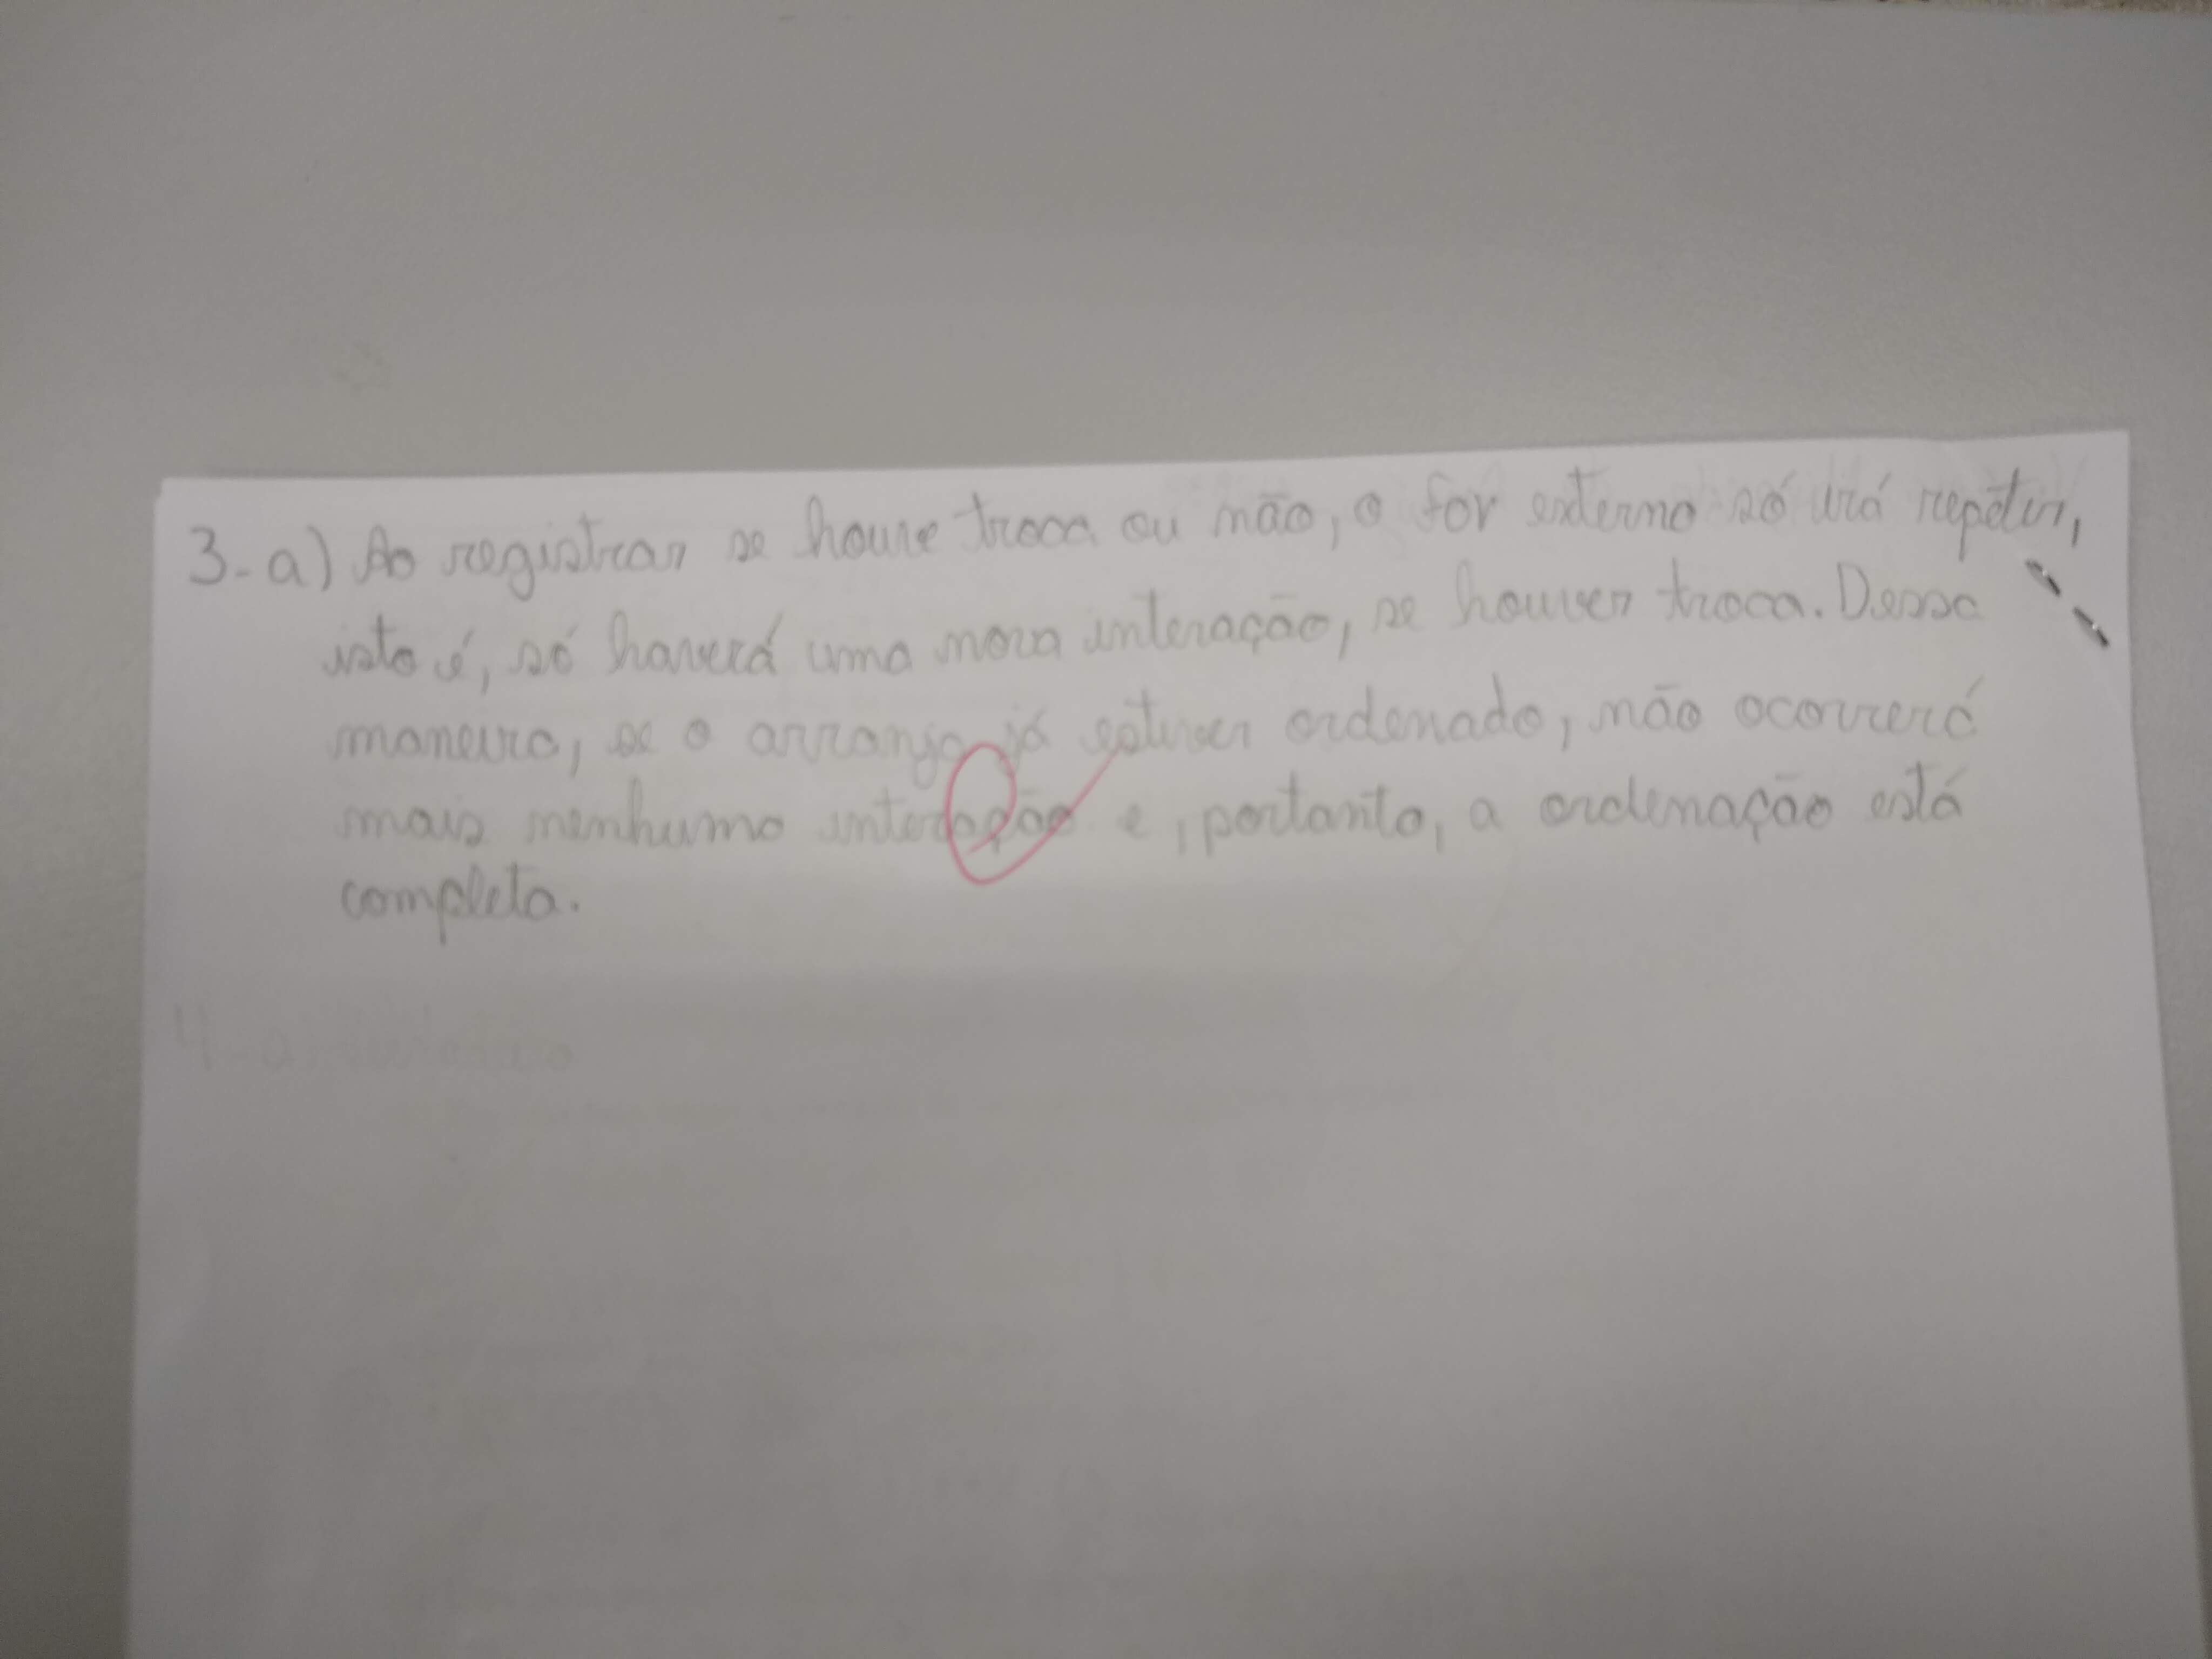 3-a) Ao registrar se houve troca ou não, o for externo só irá repetir,
isto é, só haverá uma nova interação, se houver troca. Dessa
maneira, se o arranjo já estiver ordenado, não ocorrerá
mais nenhuma interação e, portanto, a ordenação está
completa.
4-a)